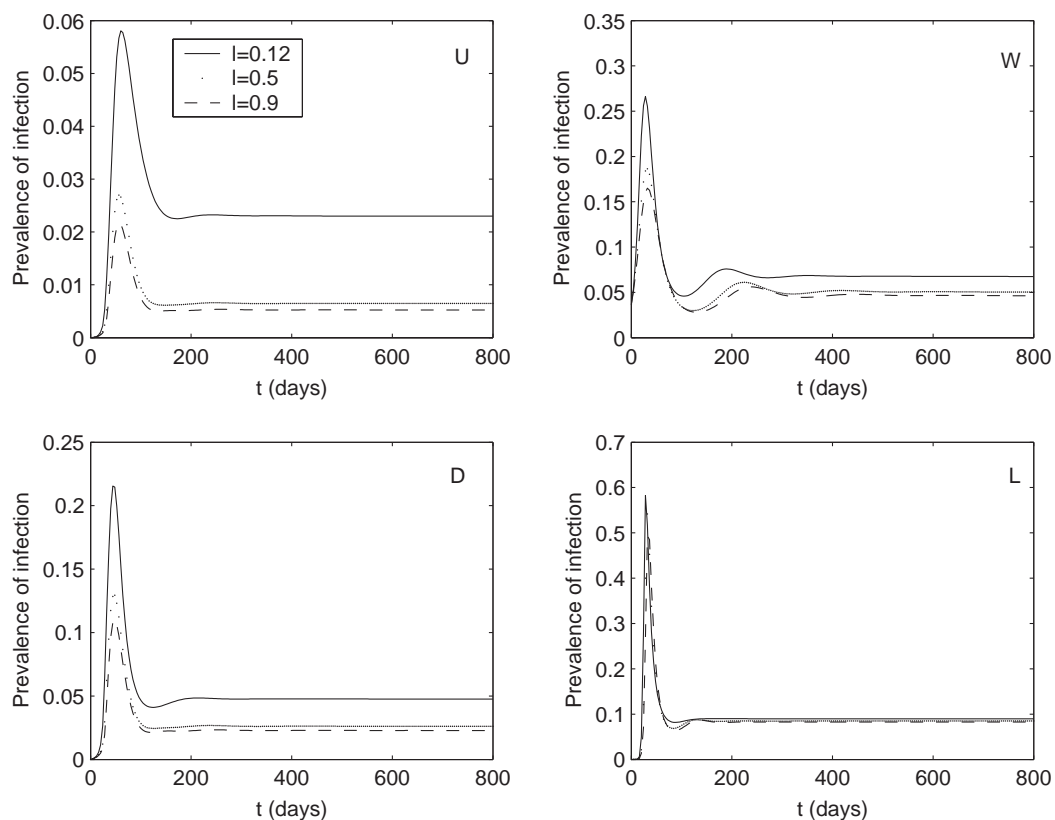 0.06
0.05
0.04
0.03
0.02
0.01
0
0 200 400 600 800
Prevalence of infection
t (days)
U
l=0.12
l=0.5
l=0.9
0.35
0.3
0.25
0.2
0.15
0.1
0.05
0
0 200 400 600 800
Prevalence of infection
t (days)
W
0.25
0.2
0.15
0.1
0.05
0
0 200 400 600 800
Prevalence of infection
t (days)
D
0.7
0.6
0.5
0.4
0.3
0.2
0.1
0
0 200 400 600 800
Prevalence of infection
t (days)
L